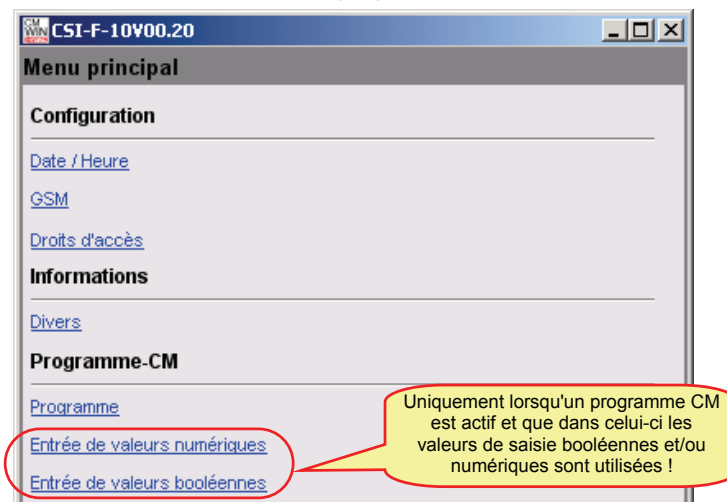 CM
WIN
CSI-F-10V00.20
Menu principal
Configuration
Date / Heure
GSM
Droits d'accès
Informations
Divers
Programme-CM
Programme
Entrée de valeurs numériques
Entrée de valeurs booléennes
Uniquement lorsqu'un programme CM
est actif et que dans celui-ci les
valeurs de saisie booléennes et/ou
numériques sont utilisées !